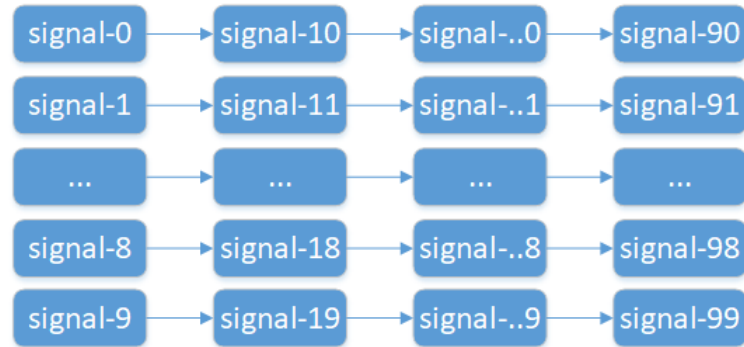 signal-0 signal-10 signal-..0 signal-90
signal-1 signal-11 signal-..1 signal-91
... ... ... ...
signal-8 signal-18 signal-..8 signal-98
signal-9 signal-19 signal-..9 signal-99